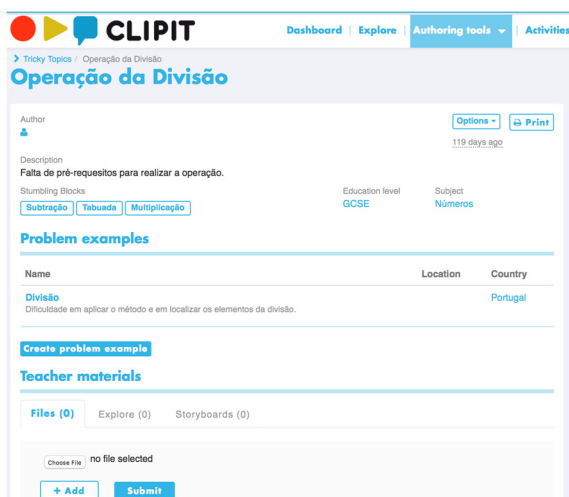 CLIPIT
Dashboard | Explore | Authoring tools | Activities
Tricky Topics / Operação da Divisão
Operação da Divisão
Author
Options
Print
119 days ago
Description
Falta de pré-requesitos para realizar a operação.
Stumbling Blocks
Education level
Subject
Subtração Tabuada Multiplicação
GCSE
Números
Problem examples
Name Location Country
Divisão Portugal
Dificuldade em aplicar o método e em localizar os elementos da divisão.
Create problem example
Teacher materials
Files (0) Explore (0) Storyboards (0)
Choose File no file selected
+ Add Submit